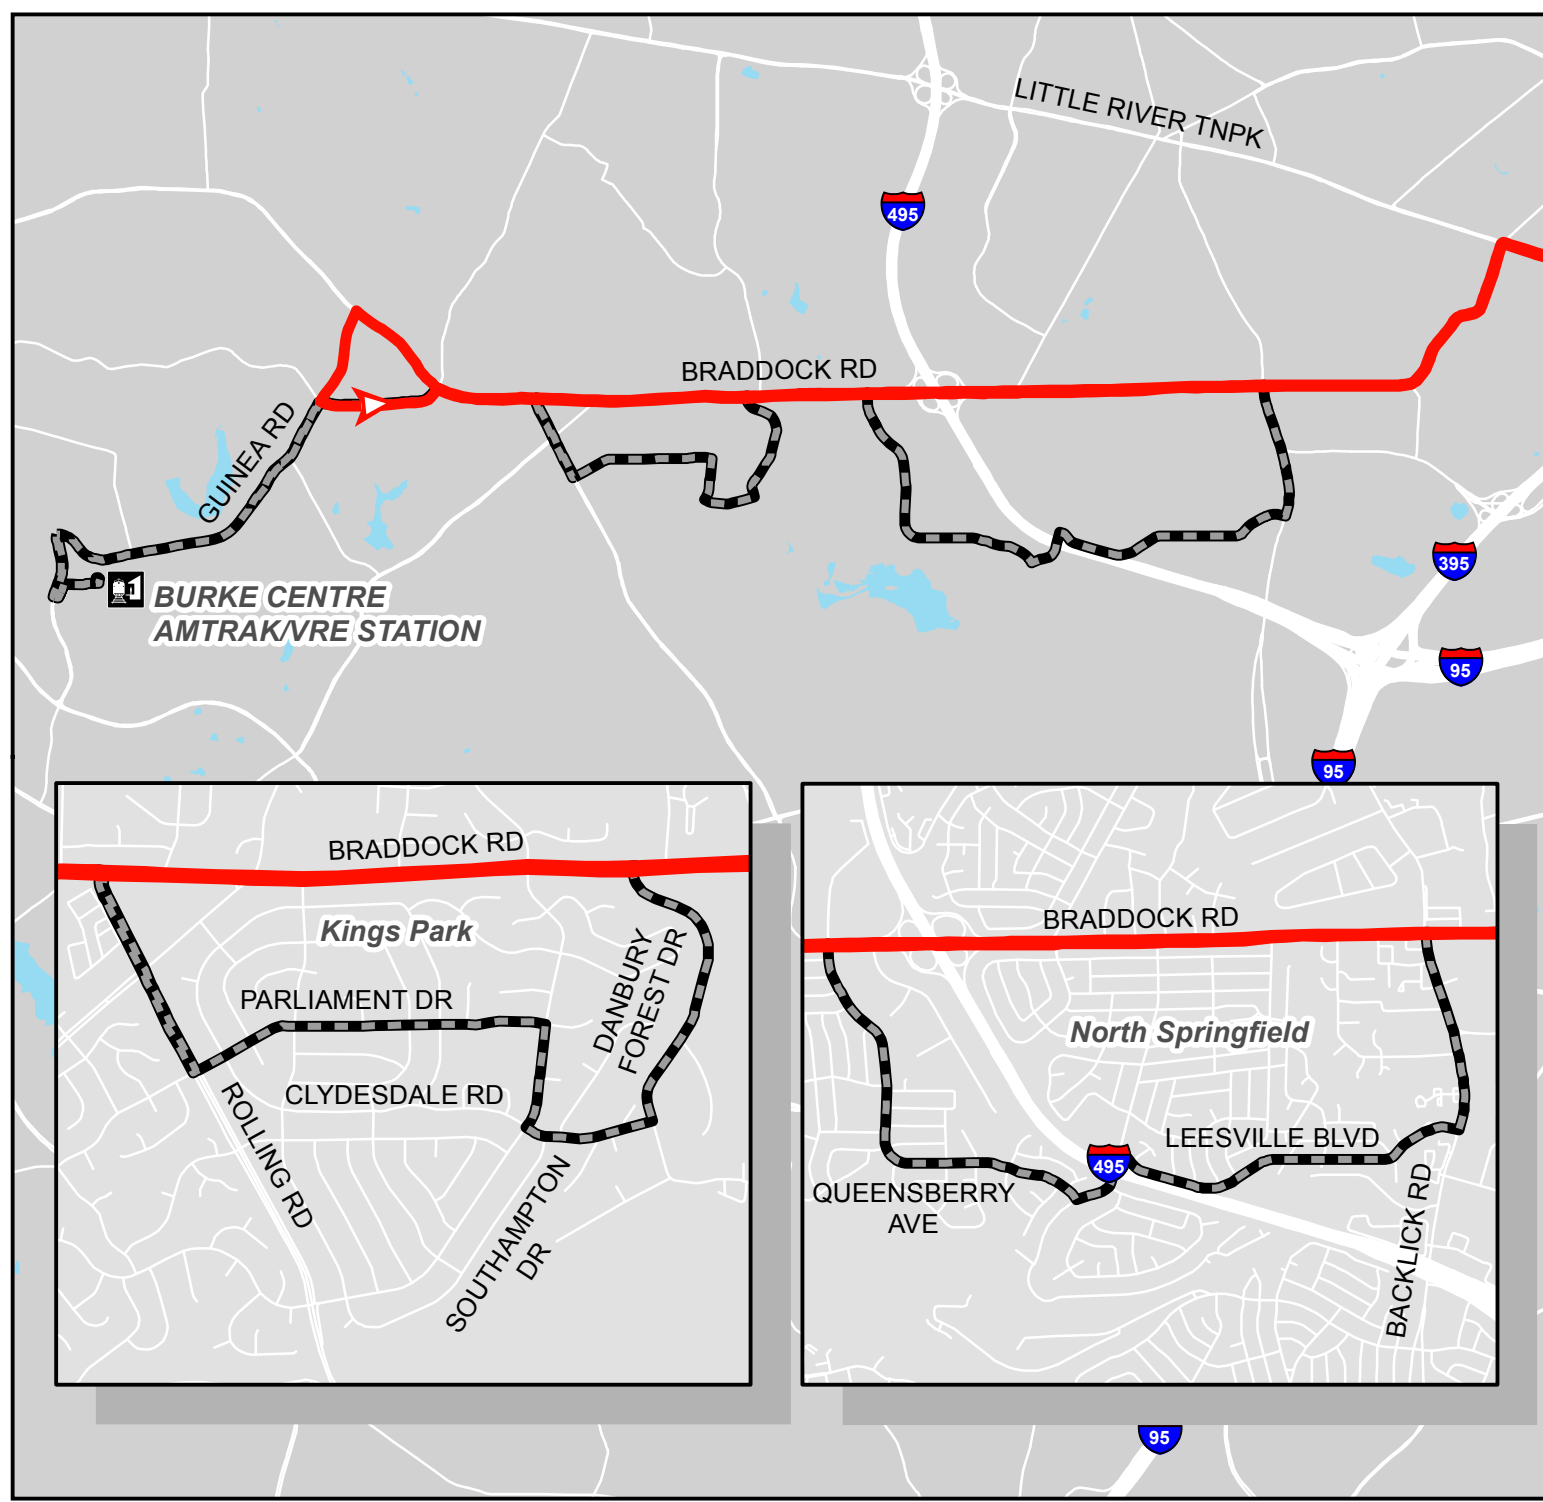 LITTLE RIVER TNPK
495
BRADDOCK RD
GUINEA RD
395
BURKE CENTRE
AMTRAK/VRE STATION
95
95
BRADDOCK RD
Kings Park
DANBURY
FOREST DR
PARLIAMENT DR
CLYDESDALE RD
ROLLING RD
SOUTHAMPTON
DR
BRADDOCK RD
North Springfield
LEESVILLE BLVD
495
QUEENSBERRY
AVE
BACKLICK RD
95